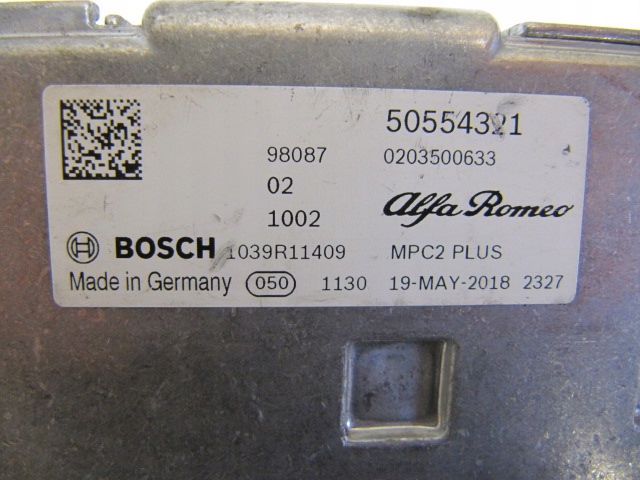 50554321
98087 0203500633
02
1002 Alfa Romeo
BOSCH 1039R11409 MPC2 PLUS
Made in Germany 050 1130 19-MAY-2018 2327